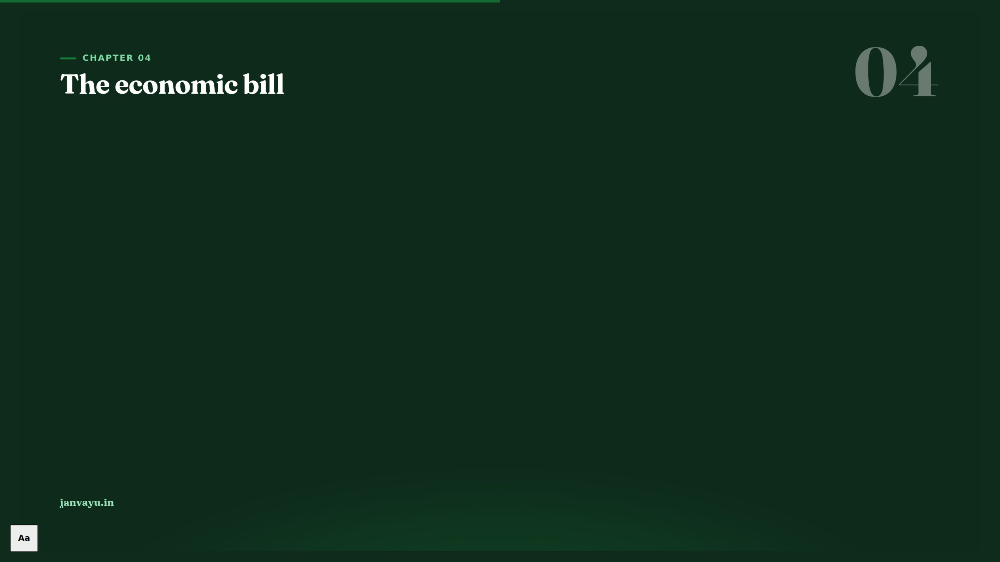 CHAPTER 04
The economic bill
04
janvayu.in
Aa